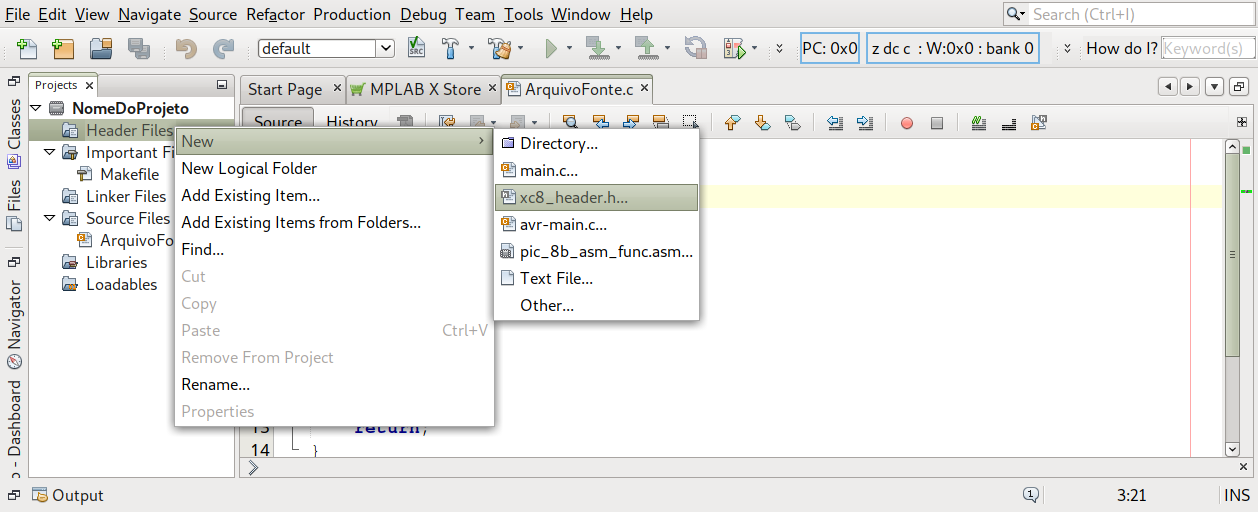 File Edit View Navigate Source Refactor Production Debug Team Tools Window Help
Search (Ctrl+I)
default
PC: 0x0
z dc c : W:0x0 : bank 0
How do I?
Keyword(s)
Projects
Start Page
MPLAB X Store
ArquivoFonte.c
Classes
Files
Navigator
- Dashboard
NomeDoProjeto
Header Files
Important Fi
Makefile
Linker Files
Source Files
ArquivoFo
Libraries
Loadables
Source
History
New
New Logical Folder
Add Existing Item...
Add Existing Items from Folders...
Find...
Cut
Copy
Paste Ctrl+V
Remove From Project
Rename...
Properties
Directory...
main.c...
xc8_header.h...
avr-main.c...
pic_8b_asm_func.asm...
Text File...
Other...
13 return;
14 }
Output
1
3:21
INS